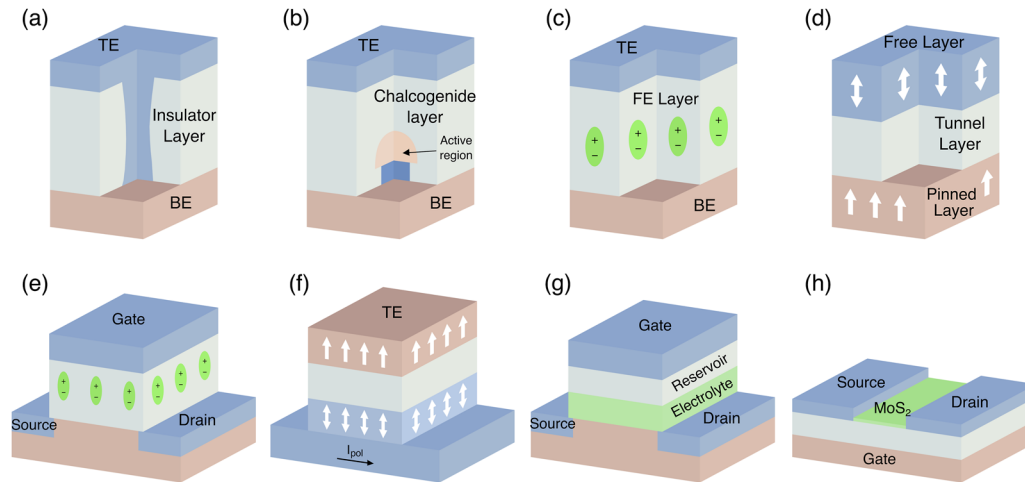 (a)
TE
Insulator
Layer
BE
(b)
TE
Chalcogenide
layer
Active
region
BE
(c)
TE
FE Layer
+
−
+
−
+
−
+
−
BE
(d)
Free Layer
Tunnel
Layer
Pinned
Layer
(e)
Gate
+
−
+
−
+
−
+
−
+
−
+
−
Source
Drain
(f)
TE
I_pol
(g)
Gate
Reservoir
Electrolyte
Source
Drain
(h)
Source
MoS₂
Drain
Gate